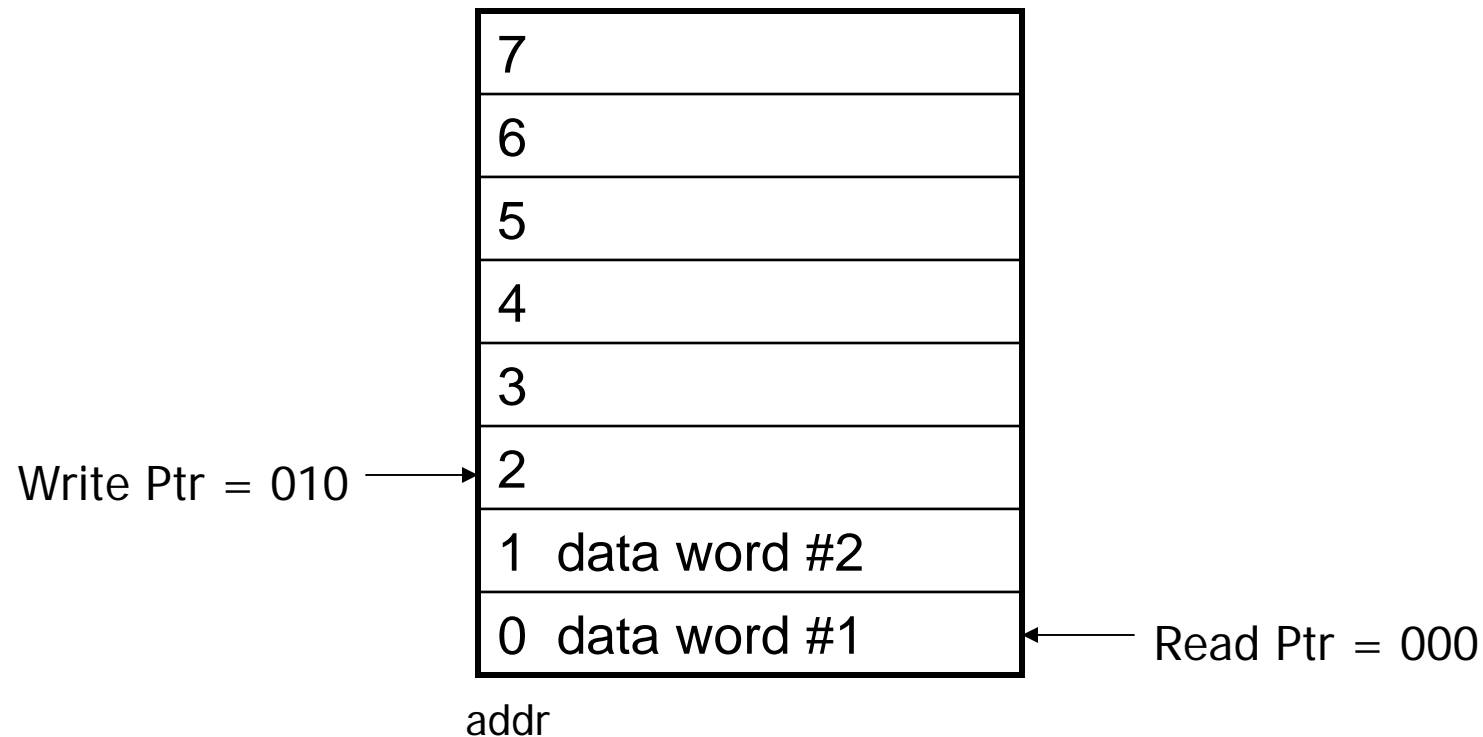 7
6
5
4
3
Write Ptr = 010
2
1 data word #2
0 data word #1
Read Ptr = 000
addr